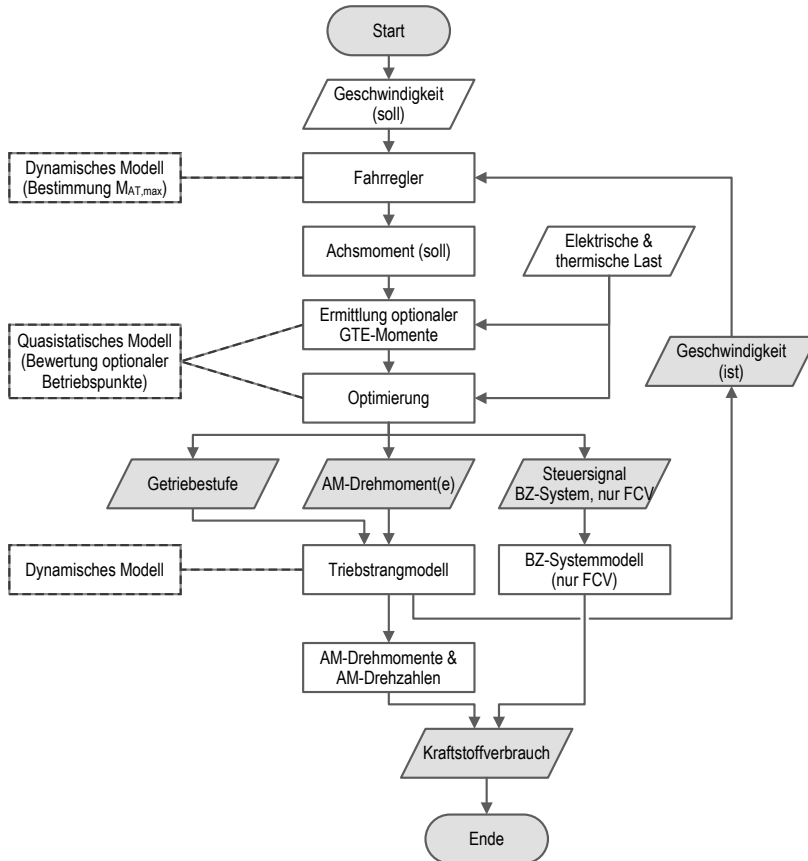 Start
Geschwindigkeit
(soll)
Dynamisches Modell
(Bestimmung M_AT,max)
Fahrregler
Achsmoment (soll)
Elektrische &
thermische Last
Quasistatisches Modell
(Bewertung optionaler
Betriebspunkte)
Ermittlung optionaler
GTE-Momente
Geschwindigkeit
(ist)
Optimierung
Getriebestufe
AM-Drehmoment(e)
Steuersignal
BZ-System, nur FCV
Dynamisches Modell
Triebstrangmodell
BZ-Systemmodell
(nur FCV)
AM-Drehmomente &
AM-Drehzahlen
Kraftstoffverbrauch
Ende